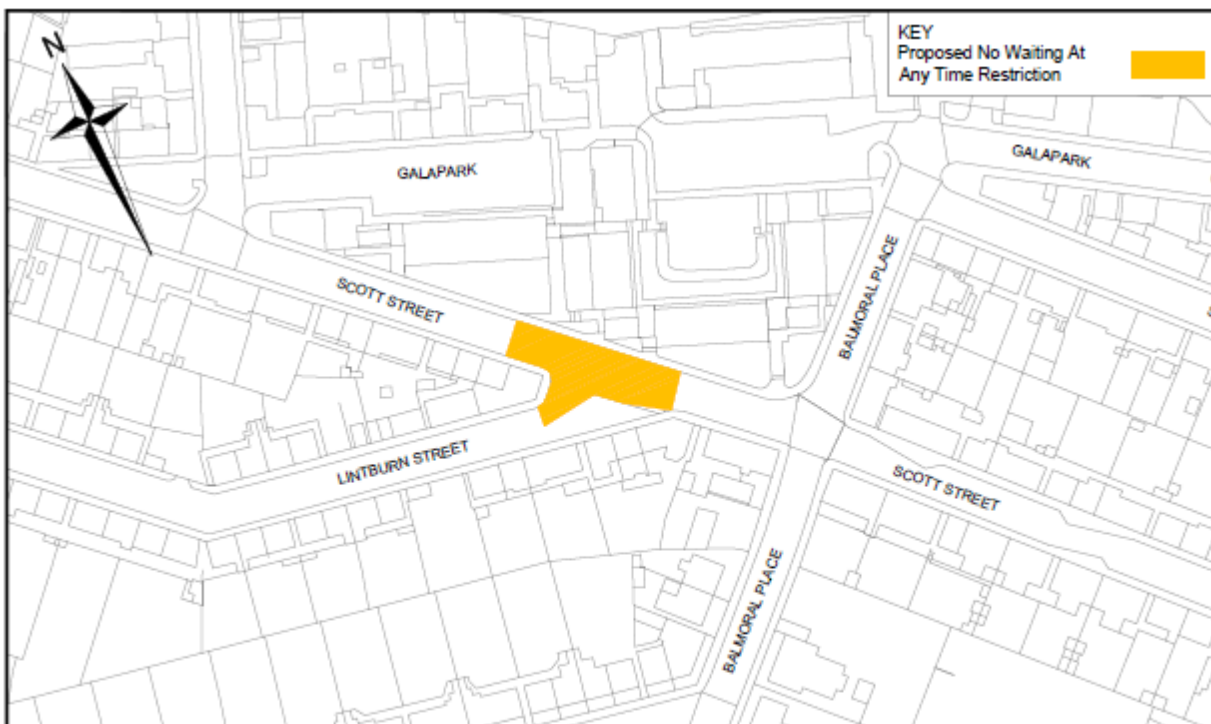 N
KEY
Proposed No Waiting At
Any Time Restriction
GALAPARK
GALAPARK
SCOTT STREET
BALMORAL PLACE
LINTBURN STREET
SCOTT STREET
BALMORAL PLACE